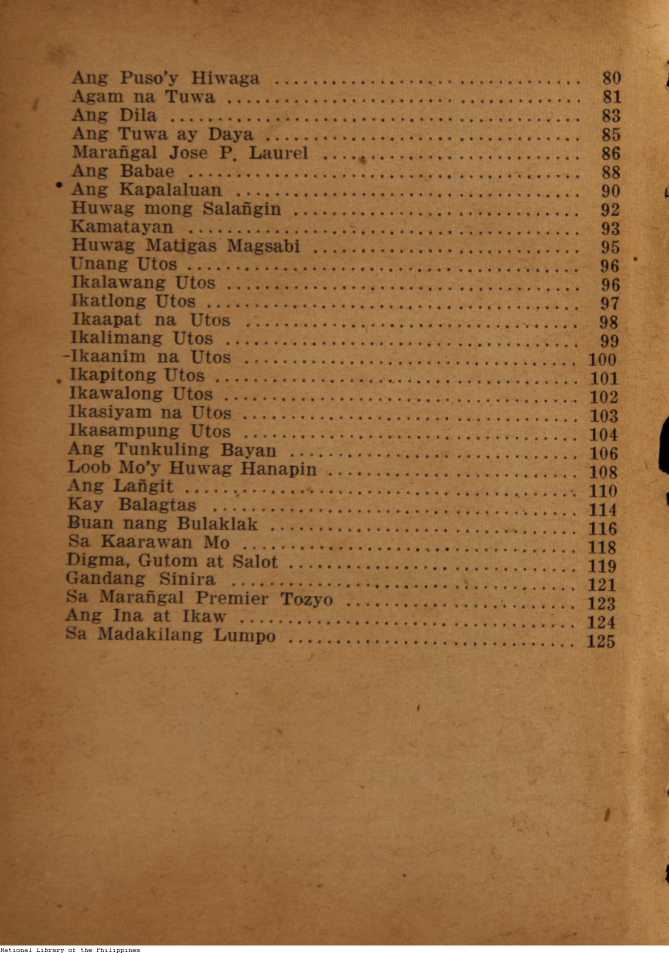 Ang Puso'y Hiwaga ................................ 80
Agam na Tuwa ................................ 81
Ang Dila ................................ 83
Ang Tuwa ay Daya ................................ 85
Marañgal Jose P. Laurel ................................ 86
Ang Babae ................................ 88
Ang Kapalaluan ................................ 90
Huwag mong Salañgin ................................ 92
Kamatayan ................................ 93
Huwag Matigas Magsabi ................................ 95
Unang Utos ................................ 96
Ikalawang Utos ................................ 96
Ikatlong Utos ................................ 97
Ikaapat na Utos ................................ 98
Ikalimang Utos ................................ 99
Ikaanim na Utos ................................ 100
Ikapitong Utos ................................ 101
Ikawalong Utos ................................ 102
Ikasiyam na Utos ................................ 103
Ikasampung Utos ................................ 104
Ang Tunkuling Bayan ................................ 106
Loob Mo'y Huwag Hanapin ................................ 108
Ang Lañgit ................................ 110
Kay Balagtas ................................ 114
Buan nang Bulaklak ................................ 116
Sa Kaarawan Mo ................................ 118
Digma, Gutom at Salot ................................ 119
Gandang Sinira ................................ 121
Sa Marañgal Premier Tozyo ................................ 123
Ang Ina at Ikaw ................................ 124
Sa Madakilang Lumpo ................................ 125
National Library of the Philippines